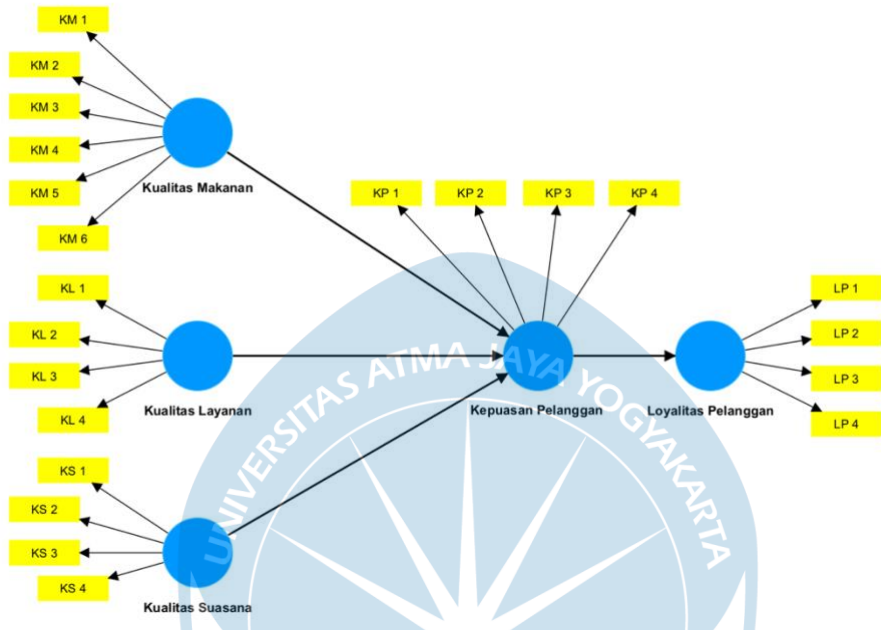 KM 1
KM 2
KM 3
KM 4
KM 5
KM 6
Kualitas Makanan
KP 1
KP 2
KP 3
KP 4
KL 1
KL 2
KL 3
KL 4
Kualitas Layanan
Kepuasan Pelanggan
Loyalitas Pelanggan
LP 1
LP 2
LP 3
LP 4
KS 1
KS 2
KS 3
KS 4
Kualitas Suasana
UNIVERSITAS ATMA JAYA YOGYAKARTA